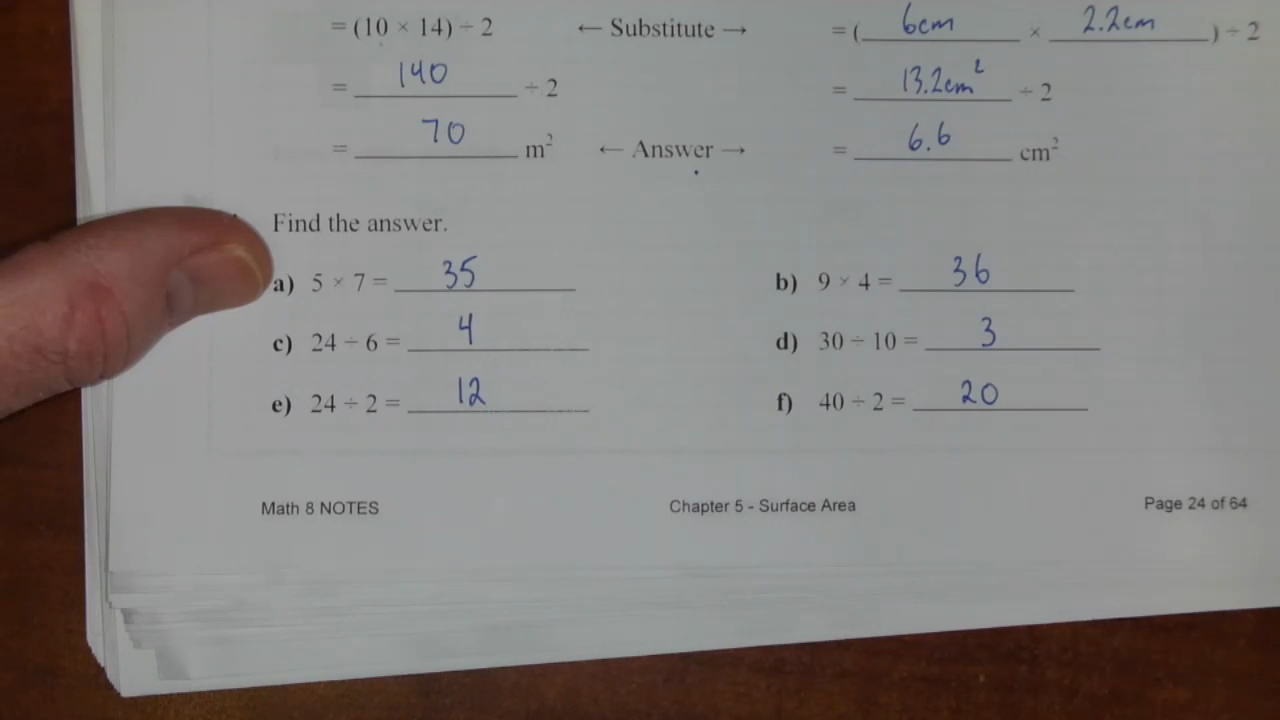 = (10 × 14) ÷ 2 ← Substitute → = ( 6cm × 2.2cm ) ÷ 2
= 140 ÷ 2 = 13.2cm² ÷ 2
= 70 m² ← Answer → = 6.6 cm²
Find the answer.
a) 5 × 7 = 35 b) 9 × 4 = 36
c) 24 ÷ 6 = 4 d) 30 ÷ 10 = 3
e) 24 ÷ 2 = 12 f) 40 ÷ 2 = 20
Math 8 NOTES Chapter 5 - Surface Area Page 24 of 64